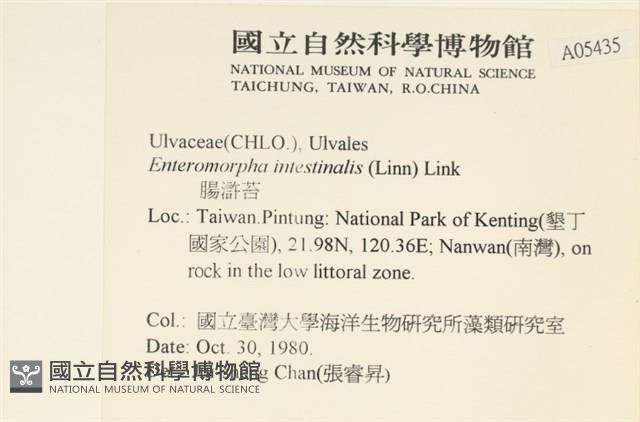 國立自然科學博物館
A05435
NATIONAL MUSEUM OF NATURAL SCIENCE
TAICHUNG, TAIWAN, R.O.CHINA
Ulvaceae(CHLO.), Ulvales
Enteromorpha intestinalis (Linn) Link
腸滸苔
Loc.: Taiwan.Pintung: National Park of Kenting(墾丁
國家公園), 21.98N, 120.36E; Nanwan(南灣), on
rock in the low littoral zone.
Col.: 國立臺灣大學海洋生物研究所藻類研究室
Date: Oct. 30, 1980.
Chan(張睿昇)
國立自然科學博物館
NATIONAL MUSEUM OF NATURAL SCIENCE